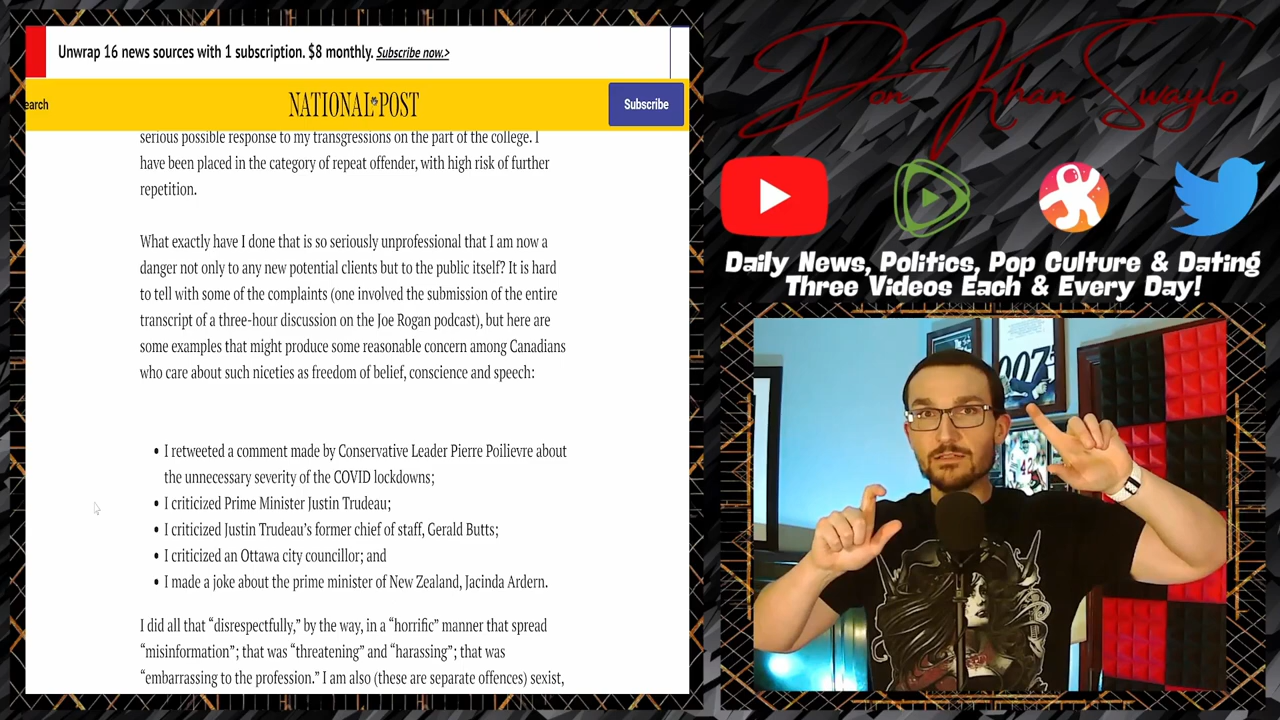 Unwrap 16 news sources with 1 subscription. $8 monthly. Subscribe now.>
earch
NATIONAL POST
Subscribe
serious possible response to my transgressions on the part of the college. I
have been placed in the category of repeat offender, with high risk of further
repetition.
What exactly have I done that is so seriously unprofessional that I am now a
danger not only to any new potential clients but to the public itself? It is hard
to tell with some of the complaints (one involved the submission of the entire
transcript of a three-hour discussion on the Joe Rogan podcast), but here are
some examples that might produce some reasonable concern among Canadians
who care about such niceties as freedom of belief, conscience and speech:
• I retweeted a comment made by Conservative Leader Pierre Poilievre about
the unnecessary severity of the COVID lockdowns;
• I criticized Prime Minister Justin Trudeau;
• I criticized Justin Trudeau’s former chief of staff, Gerald Butts;
• I criticized an Ottawa city councillor; and
• I made a joke about the prime minister of New Zealand, Jacinda Ardern.
I did all that “disrespectfully,” by the way, in a “horrific” manner that spread
“misinformation”; that was “threatening” and “harassing”; that was
“embarrassing to the profession.” I am also (these are separate offences) sexist,
Don Khan Swaylo
Daily News, Politics, Pop Culture & Dating
Three Videos Each & Every Day!
007